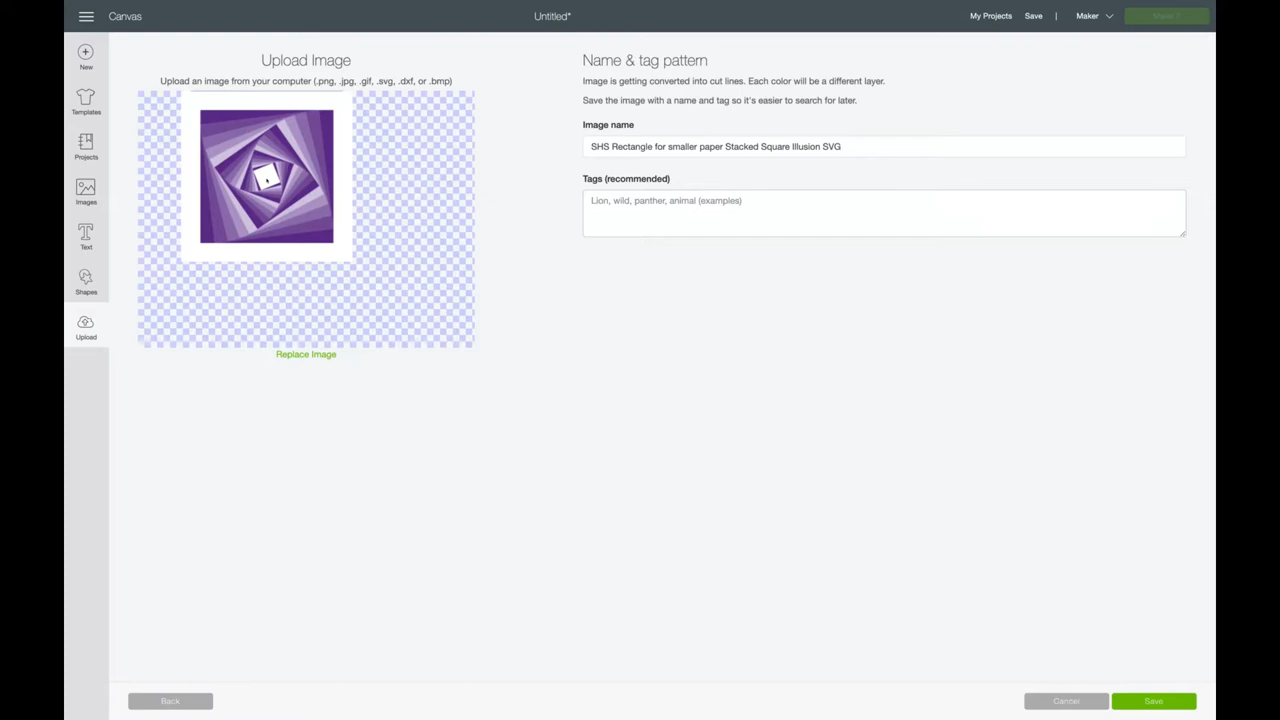 Canvas
Untitled*
My Projects
Save
|
Maker
Make It
New
Templates
Projects
Images
Text
Shapes
Upload
Upload Image
Upload an image from your computer (.png, .jpg, .gif, .svg, .dxf, or .bmp)
Replace Image
Name & tag pattern
Image is getting converted into cut lines. Each color will be a different layer.
Save the image with a name and tag so it's easier to search for later.
Image name
SHS Rectangle for smaller paper Stacked Square Illusion SVG
Tags (recommended)
Lion, wild, panther, animal (examples)
Back
Cancel
Save